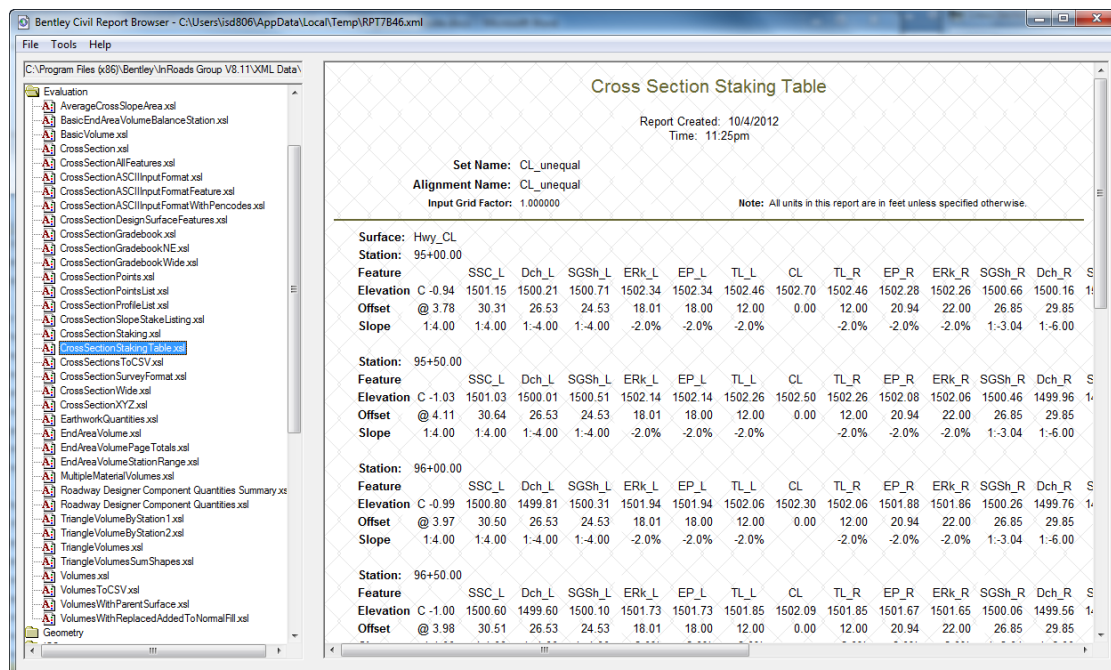 Bentley Civil Report Browser - C:\Users\isd806\AppData\Local\Temp\RPT7B46.xml
File Tools Help
C:\Program Files (x86)\Bentley\InRoads Group V8.11\XML Data\
Evaluation
AverageCrossSlopeArea.xsl
BasicEndAreaVolumeBalanceStation.xsl
BasicVolume.xsl
CrossSection.xsl
CrossSectionAllFeatures.xsl
CrossSectionASCIIInputFormat.xsl
CrossSectionASCIIInputFormatFeature.xsl
CrossSectionASCIIInputFormatWithPencodes.xsl
CrossSectionDesignSurfaceFeatures.xsl
CrossSectionGradebook.xsl
CrossSectionGradebookNE.xsl
CrossSectionGradebookWide.xsl
CrossSectionPoints.xsl
CrossSectionPointsList.xsl
CrossSectionProfileList.xsl
CrossSectionSlopeStakeListing.xsl
CrossSectionStaking.xsl
CrossSectionStakingTable.xsl
CrossSectionsToCSV.xsl
CrossSectionSurveyFormat.xsl
CrossSectionWide.xsl
CrossSectionXYZ.xsl
EarthworkQuantities.xsl
EndAreaVolume.xsl
EndAreaVolumePageTotals.xsl
EndAreaVolumeStationRange.xsl
MultipleMaterialVolumes.xsl
Roadway Designer Component Quantities Summary.xs
Roadway Designer Component Quantities.xsl
TriangleVolumeByStation1.xsl
TriangleVolumeByStation2.xsl
TriangleVolumes.xsl
TriangleVolumesSumShapes.xsl
Volumes.xsl
VolumesToCSV.xsl
VolumesWithParentSurface.xsl
VolumesWithReplacedAddedToNormalFill.xsl
Geometry
Cross Section Staking Table
Report Created: 10/4/2012
Time: 11:25pm
Set Name: CL_unequal
Alignment Name: CL_unequal
Input Grid Factor: 1.000000 Note: All units in this report are in feet unless specified otherwise.
Surface: Hwy_CL
Station: 95+00.00
Feature SSC_L Dch_L SGSh_L ERk_L EP_L TL_L CL TL_R EP_R ERk_R SGSh_R Dch_R S
Elevation C -0.94 1501.15 1500.21 1500.71 1502.34 1502.34 1502.46 1502.70 1502.46 1502.28 1502.26 1500.66 1500.16
Offset @ 3.78 30.31 26.53 24.53 18.01 18.00 12.00 0.00 12.00 20.94 22.00 26.85 29.85
Slope 1:4.00 1:4.00 1:-4.00 1:-4.00 -2.0% -2.0% -2.0% -2.0% -2.0% -2.0% 1:-3.04 1:-6.00
Station: 95+50.00
Feature SSC_L Dch_L SGSh_L ERk_L EP_L TL_L CL TL_R EP_R ERk_R SGSh_R Dch_R S
Elevation C -1.03 1501.03 1500.01 1500.51 1502.14 1502.14 1502.26 1502.50 1502.26 1502.08 1502.06 1500.46 1499.96
Offset @ 4.11 30.64 26.53 24.53 18.01 18.00 12.00 0.00 12.00 20.94 22.00 26.85 29.85
Slope 1:4.00 1:4.00 1:-4.00 1:-4.00 -2.0% -2.0% -2.0% -2.0% -2.0% -2.0% 1:-3.04 1:-6.00
Station: 96+00.00
Feature SSC_L Dch_L SGSh_L ERk_L EP_L TL_L CL TL_R EP_R ERk_R SGSh_R Dch_R S
Elevation C -0.99 1500.80 1499.81 1500.31 1501.94 1501.94 1502.06 1502.30 1502.06 1501.88 1501.86 1500.26 1499.76
Offset @ 3.97 30.50 26.53 24.53 18.01 18.00 12.00 0.00 12.00 20.94 22.00 26.85 29.85
Slope 1:4.00 1:4.00 1:-4.00 1:-4.00 -2.0% -2.0% -2.0% -2.0% -2.0% -2.0% 1:-3.04 1:-6.00
Station: 96+50.00
Feature SSC_L Dch_L SGSh_L ERk_L EP_L TL_L CL TL_R EP_R ERk_R SGSh_R Dch_R S
Elevation C -1.00 1500.60 1499.60 1500.10 1501.73 1501.73 1501.85 1502.09 1501.85 1501.67 1501.65 1500.06 1499.56
Offset @ 3.98 30.51 26.53 24.53 18.01 18.00 12.00 0.00 12.00 20.94 22.00 26.85 29.85